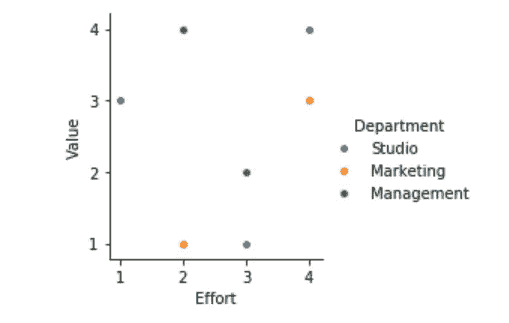 4
3
2
1
Value
1 2 3 4
Effort
Department
Studio
Marketing
Management